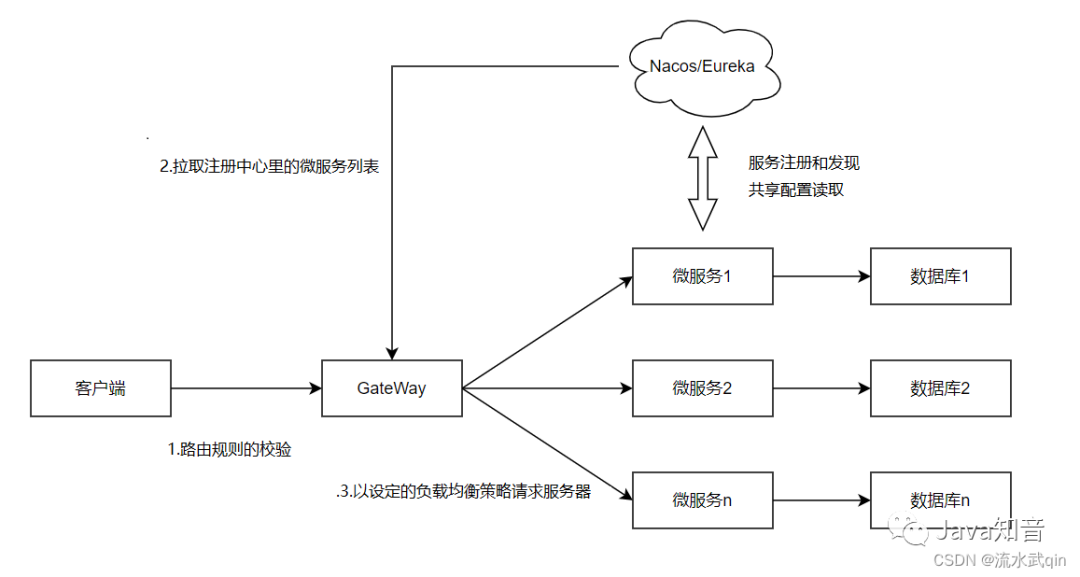 Nacos/Eureka
2.拉取注册中心里的微服务列表
服务注册和发现
共享配置读取
微服务1
数据库1
客户端
GateWay
微服务2
数据库2
1.路由规则的校验
.3.以设定的负载均衡策略请求服务器
微服务n
数据库n
Java知音
CSDN @流水武qin